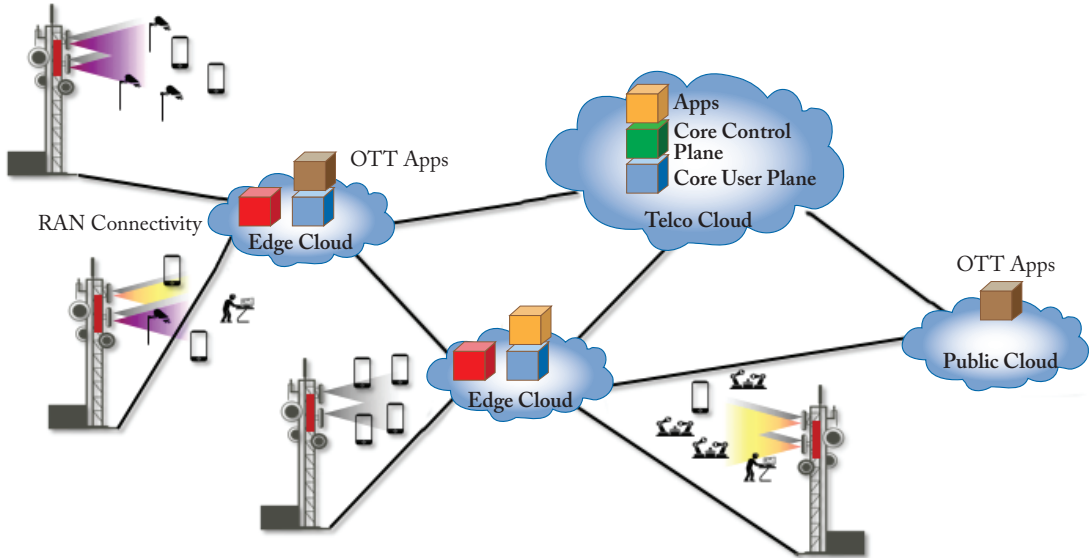 Apps
Core Control
Plane
Core User Plane
Telco Cloud
OTT Apps
RAN Connectivity
Edge Cloud
OTT Apps
Public Cloud
Edge Cloud